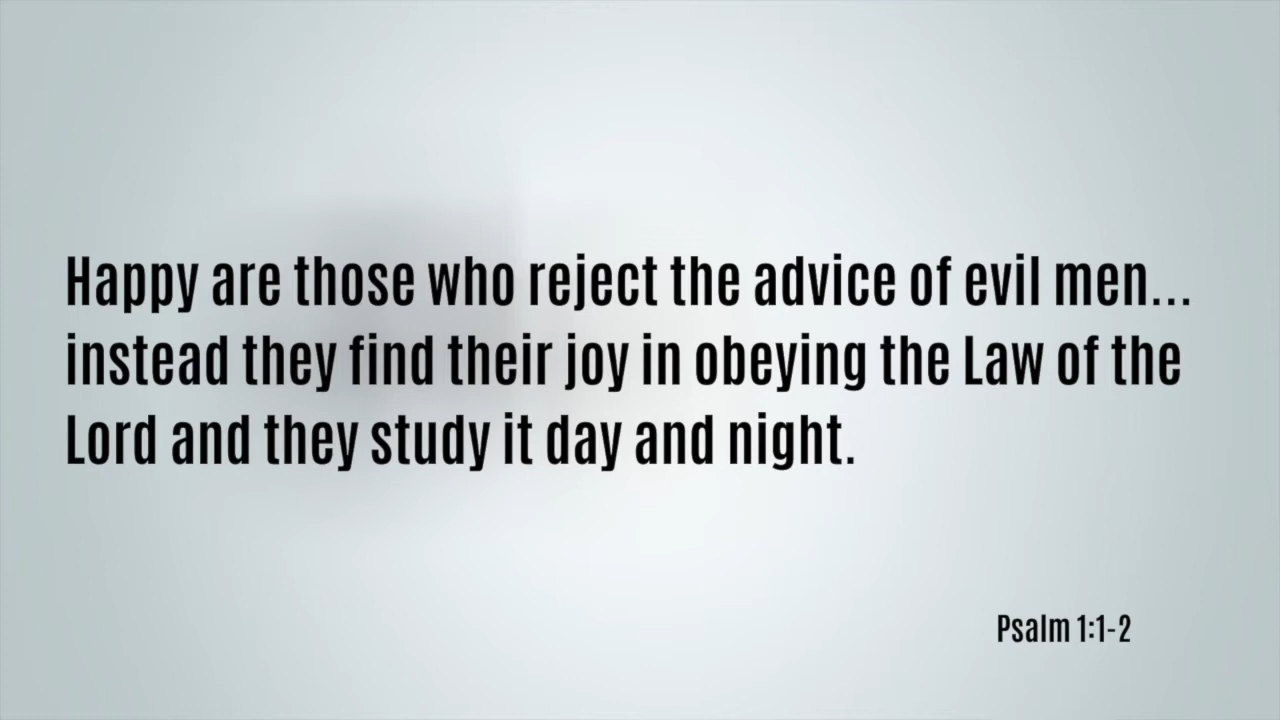 Happy are those who reject the advice of evil men...
instead they find their joy in obeying the Law of the
Lord and they study it day and night.
Psalm 1:1-2